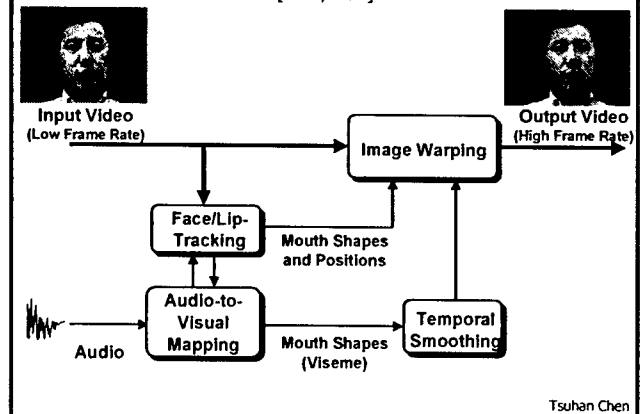 Input Video
(Low Frame Rate)
Output Video
(High Frame Rate)
Image Warping
Face/Lip-
Tracking
Mouth Shapes
and Positions
Audio-to-
Visual
Mapping
Audio
Mouth Shapes
(Viseme)
Temporal
Smoothing
Tsuhan Chen